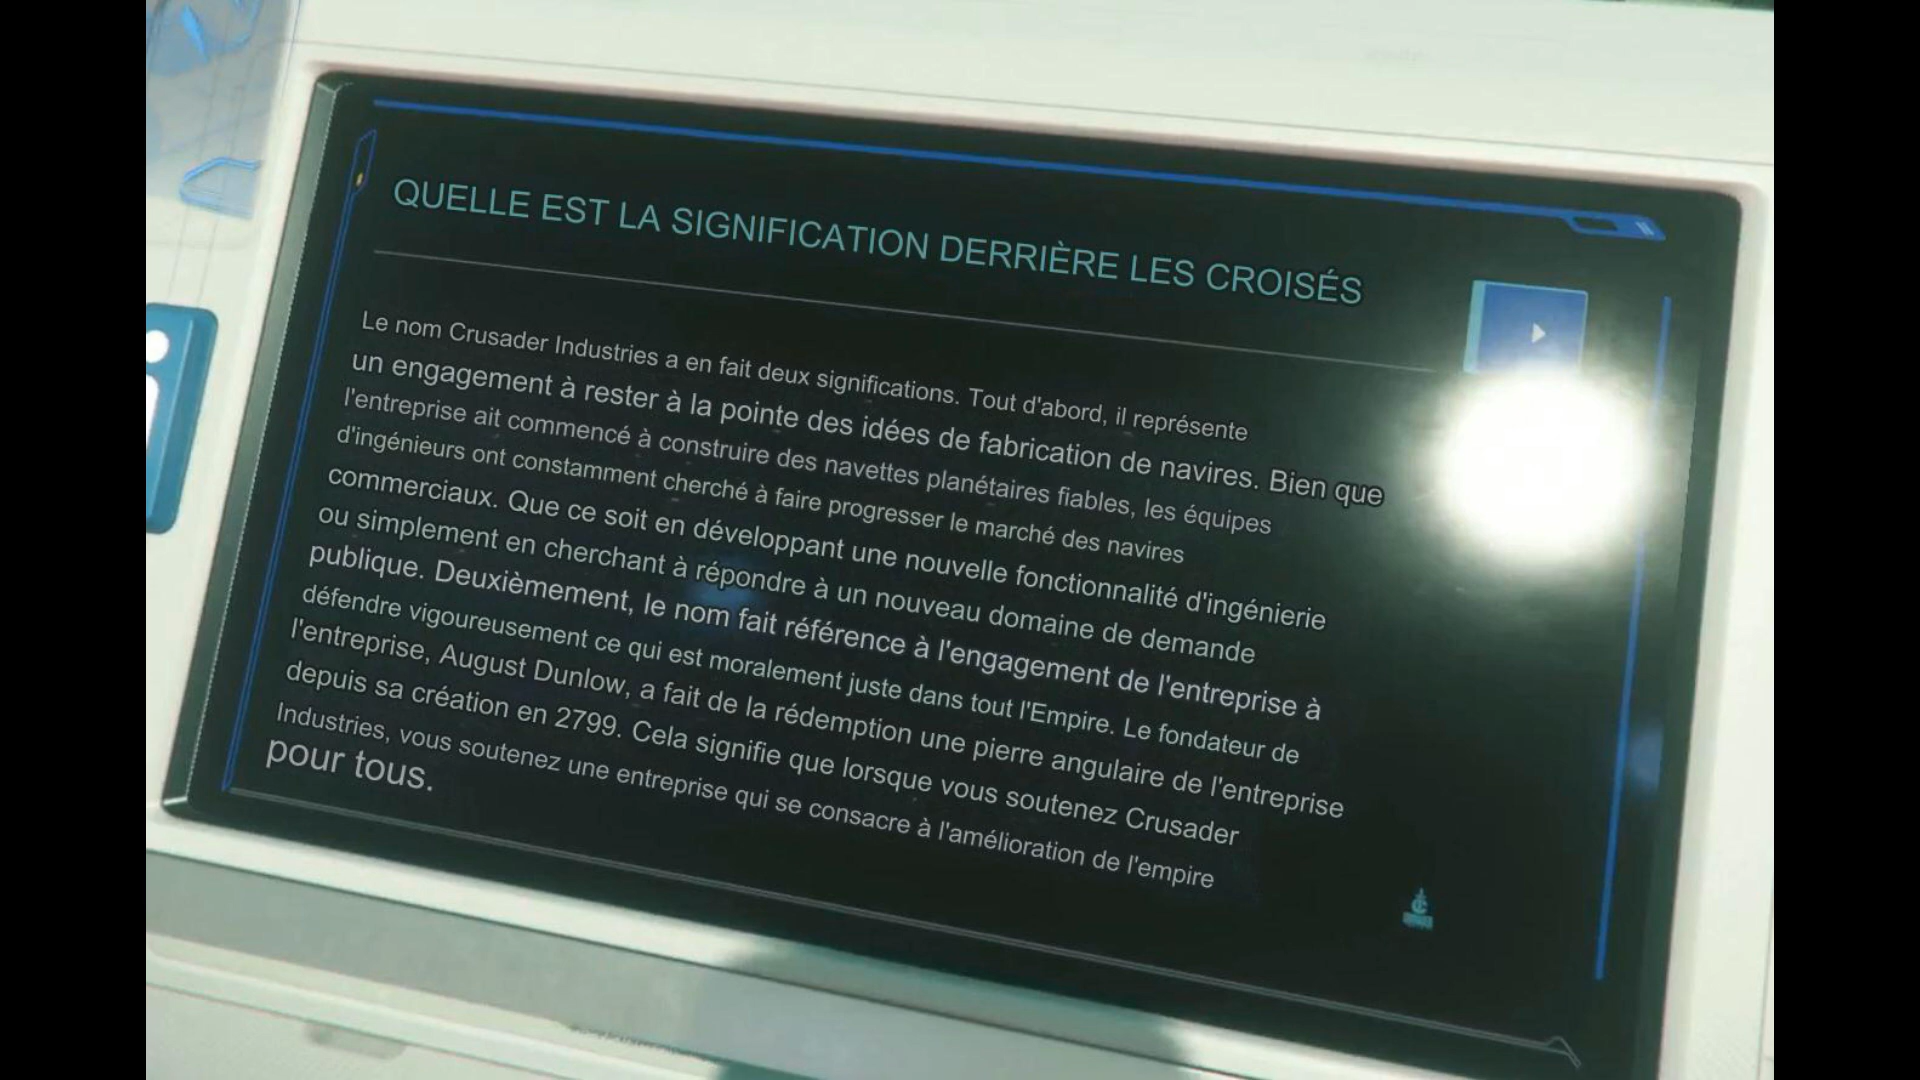 QUELLE EST LA SIGNIFICATION DERRIÈRE LES CROISÉS
Le nom Crusader Industries a en fait deux significations. Tout d'abord, il représente
un engagement à rester à la pointe des idées de fabrication de navires. Bien que
l'entreprise ait commencé à construire des navettes planétaires fiables, les équipes
d'ingénieurs ont constamment cherché à faire progresser le marché des navires
commerciaux. Que ce soit en développant une nouvelle fonctionnalité d'ingénierie
ou simplement en cherchant à répondre à un nouveau domaine de demande
publique. Deuxièmement, le nom fait référence à l'engagement de l'entreprise à
défendre vigoureusement ce qui est moralement juste dans tout l'Empire. Le fondateur de
l'entreprise, August Dunlow, a fait de la rédemption une pierre angulaire de l'entreprise
depuis sa création en 2799. Cela signifie que lorsque vous soutenez Crusader
Industries, vous soutenez une entreprise qui se consacre à l'amélioration de l'empire
pour tous.